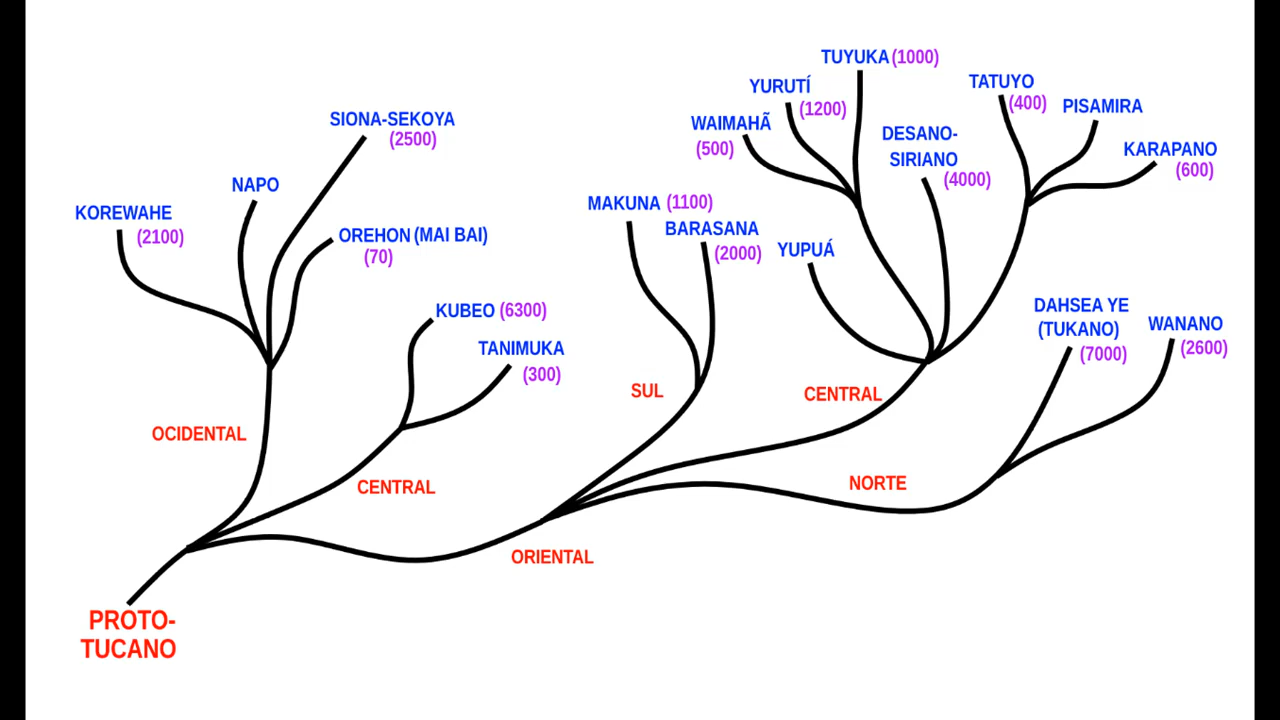 TUYUKA (1000)
YURUTÍ
(1200)
TATUYO
(400)
PISAMIRA
WAIMAHÃ
(500)
DESANO-
SIRIANO
(4000)
KARAPANO
(600)
SIONA-SEKOYA
(2500)
NAPO
KOREWAHE
(2100)
OREHON (MAI BAI)
(70)
MAKUNA (1100)
BARASANA
(2000)
YUPUÁ
KUBEO (6300)
TANIMUKA
(300)
DAHSEA YE
(TUKANO)
(7000)
WANANO
(2600)
SUL
CENTRAL
OCIDENTAL
CENTRAL
NORTE
ORIENTAL
PROTO-
TUCANO